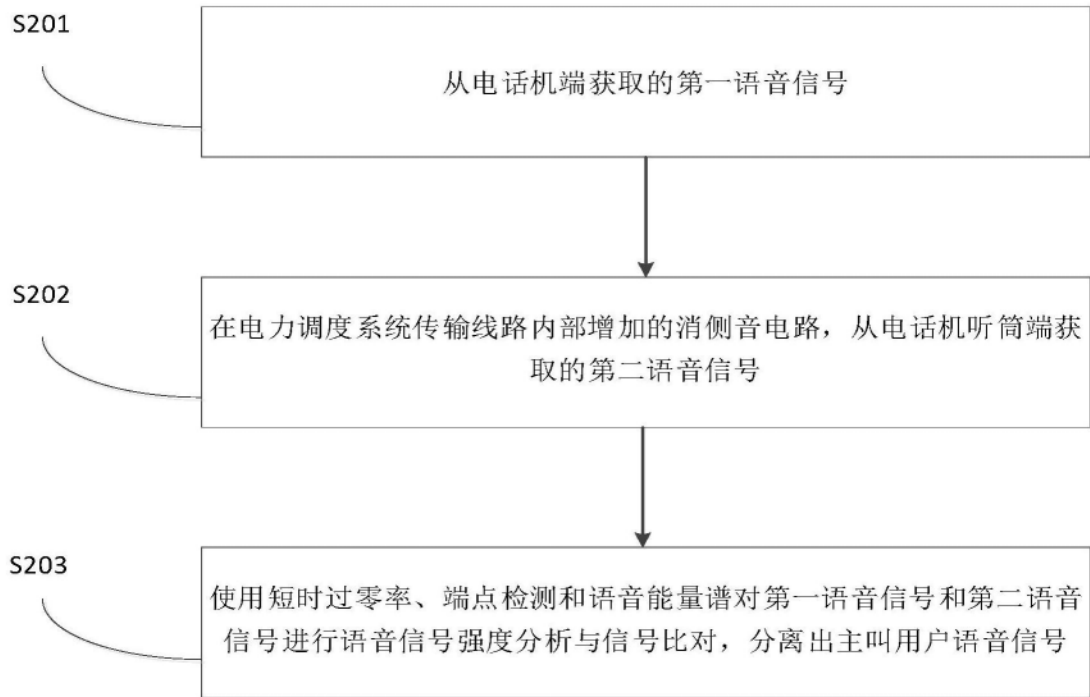 S201
从电话机端获取的第一语音信号
S202
在电力调度系统传输线路内部增加的消侧音电路，从电话机听筒端获
取的第二语音信号
S203
使用短时过零率、端点检测和语音能量谱对第一语音信号和第二语音
信号进行语音信号强度分析与信号比对，分离出主叫用户语音信号